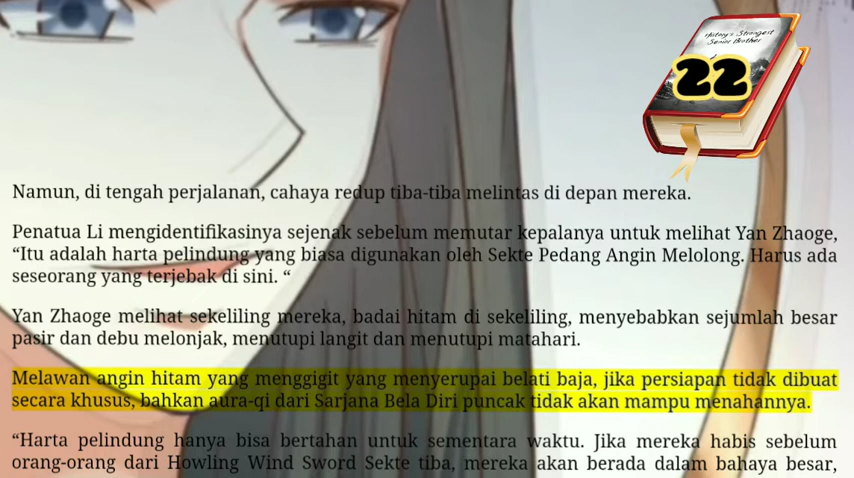 History's Strongest
Senior Brother
22
Namun, di tengah perjalanan, cahaya redup tiba-tiba melintas di depan mereka.
Penatua Li mengidentifikasinya sejenak sebelum memutar kepalanya untuk melihat Yan Zhaoge,
“Itu adalah harta pelindung yang biasa digunakan oleh Sekte Pedang Angin Melolong. Harus ada
seseorang yang terjebak di sini. “
Yan Zhaoge melihat sekeliling mereka, badai hitam di sekeliling, menyebabkan sejumlah besar
pasir dan debu melonjak, menutupi langit dan menutupi matahari.
Melawan angin hitam yang menggigit yang menyerupai belati baja, jika persiapan tidak dibuat
secara khusus, bahkan aura-qi dari Sarjana Bela Diri puncak tidak akan mampu menahannya.
“Harta pelindung hanya bisa bertahan untuk sementara waktu. Jika mereka habis sebelum
orang-orang dari Howling Wind Sword Sekte tiba, mereka akan berada dalam bahaya besar,